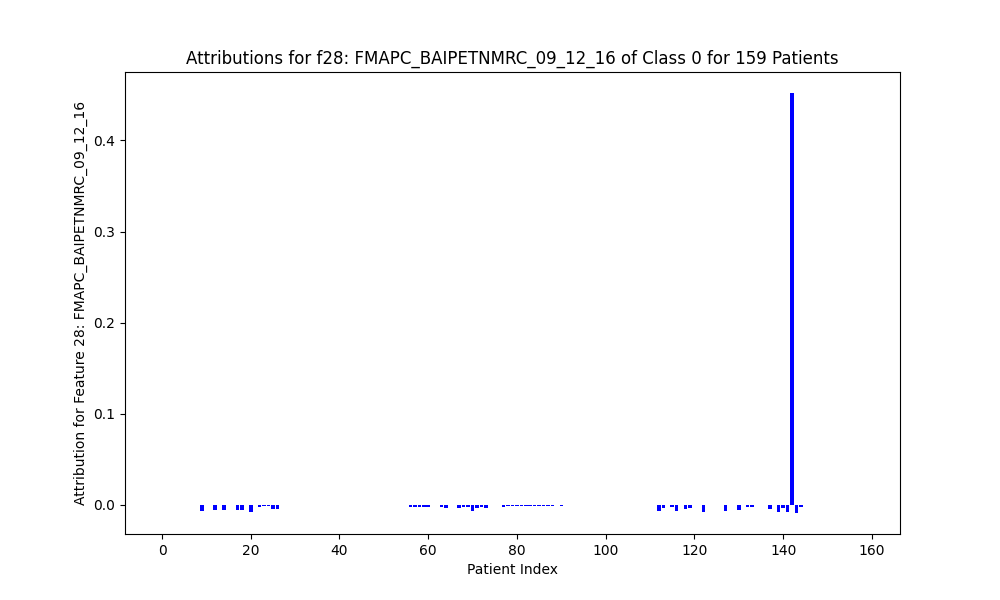 Attributions for f28: FMAPC_BAIPETNMRC_09_12_16 of Class 0 for 159 Patients
Attribution for Feature 28: FMAPC_BAIPETNMRC_09_12_16
0.4
0.3
0.2
0.1
0.0
0 20 40 60 80 100 120 140 160
Patient Index